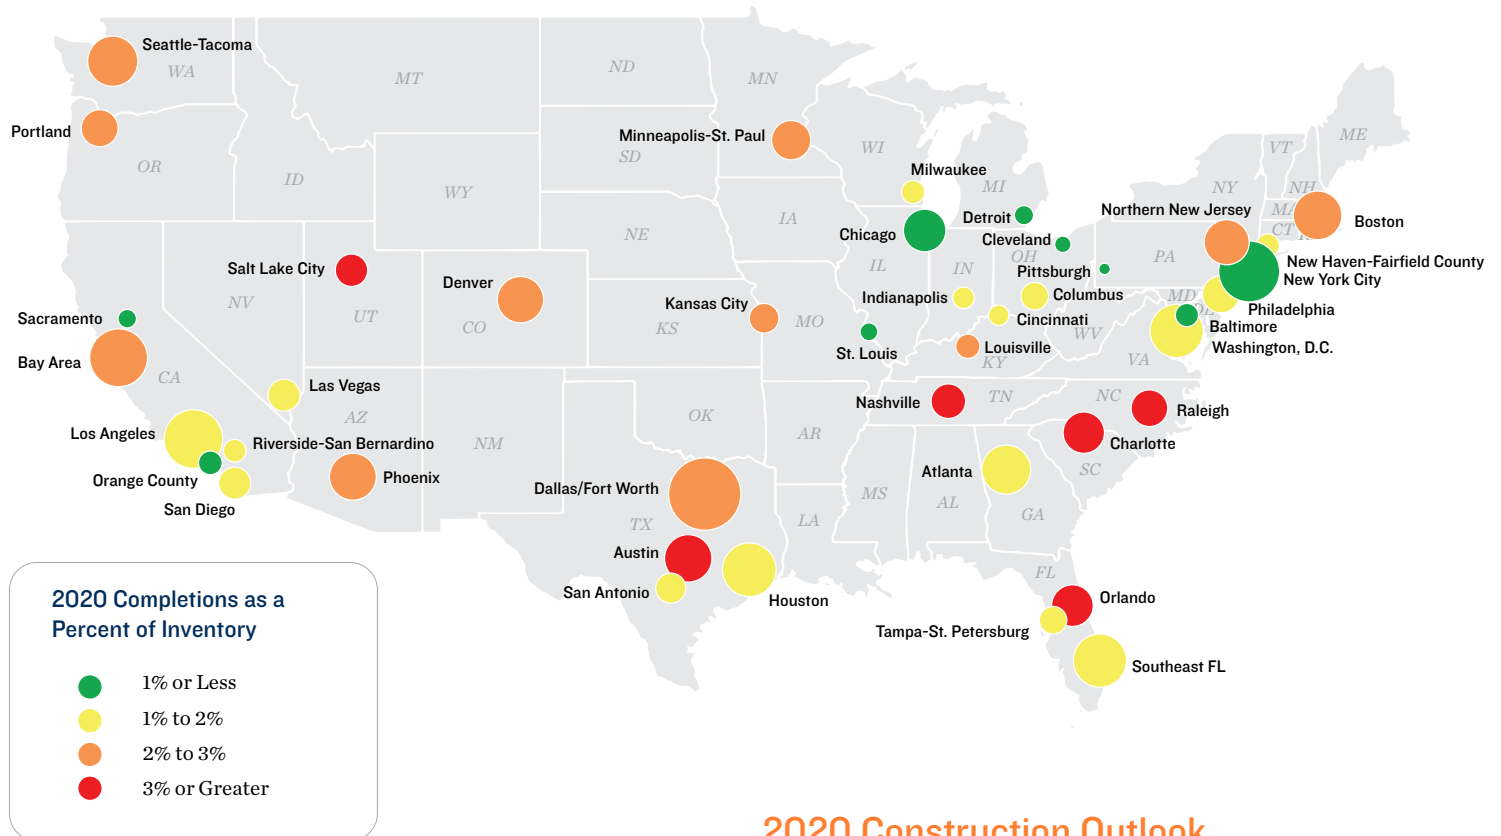 Seattle-Tacoma
WA
MT
ND
MN
Portland
OR
ID
WY
SD
Minneapolis-St. Paul
WI
Milwaukee
MI
VT
ME
NY
NH
Northern New Jersey
MA
Boston
Detroit
Chicago
Cleveland
CT
IA
NE
OH
PA
New Haven-Fairfield County
Salt Lake City
IL
IN
Pittsburgh
New York City
Denver
Indianapolis
Columbus
MD
NV
Kansas City
Philadelphia
Sacramento
UT
CO
KS
MO
Cincinnati
Baltimore
WV
Bay Area
St. Louis
Louisville
KY
Washington, D.C.
VA
CA
Las Vegas
AZ
NM
OK
AR
Nashville
TN
NC
Raleigh
Los Angeles
Riverside-San Bernardino
Charlotte
Orange County
Phoenix
San Diego
Dallas/Fort Worth
TX
LA
MS
AL
Atlanta
GA
SC
Austin
San Antonio
Houston
FL
Orlando
Tampa-St. Petersburg
Southeast FL
2020 Completions as a
Percent of Inventory
1% or Less
1% to 2%
2% to 3%
3% or Greater
2020 Construction Outlook